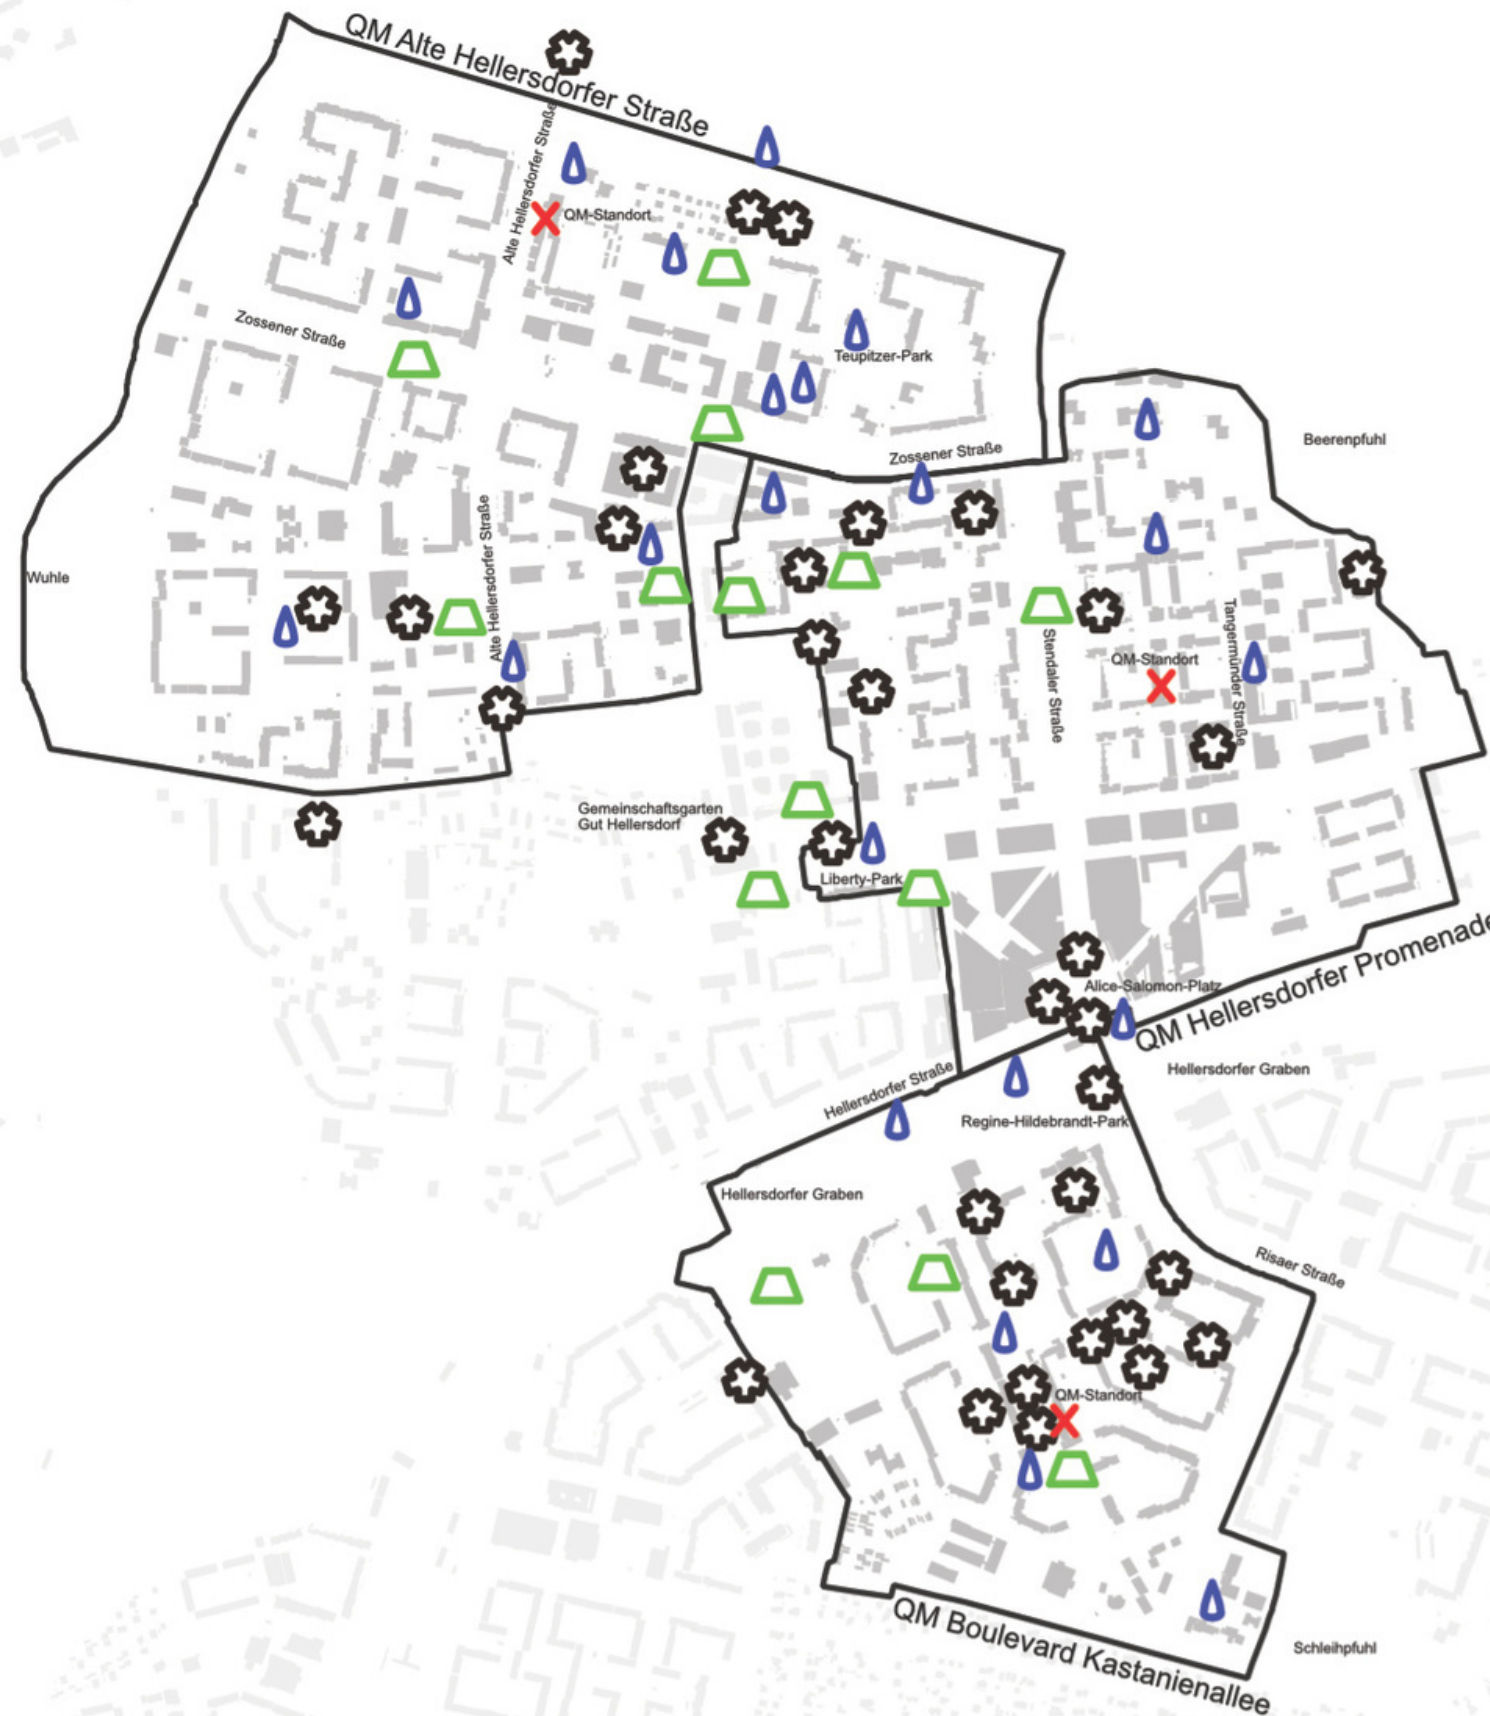 QM Alte Hellersdorfer Straße
Alte Hellersdorfer Straße
QM-Standort
Zossener Straße
Teupitzer-Park
Zossener Straße
Beerenpfuhl
Alte Hellersdorfer Straße
Wuhle
Tangermünder Straße
Stendaler Straße
QM-Standort
Gemeinschaftsgarten
Gut Hellersdorf
Liberty-Park
Alice-Salomon-Platz
QM Hellersdorfer Promenade
Hellersdorfer Graben
Hellersdorfer Straße
Regine-Hildebrandt-Park
Hellersdorfer Graben
Risaer Straße
QM-Standort
QM Boulevard Kastanienallee
Schleihpfuhl